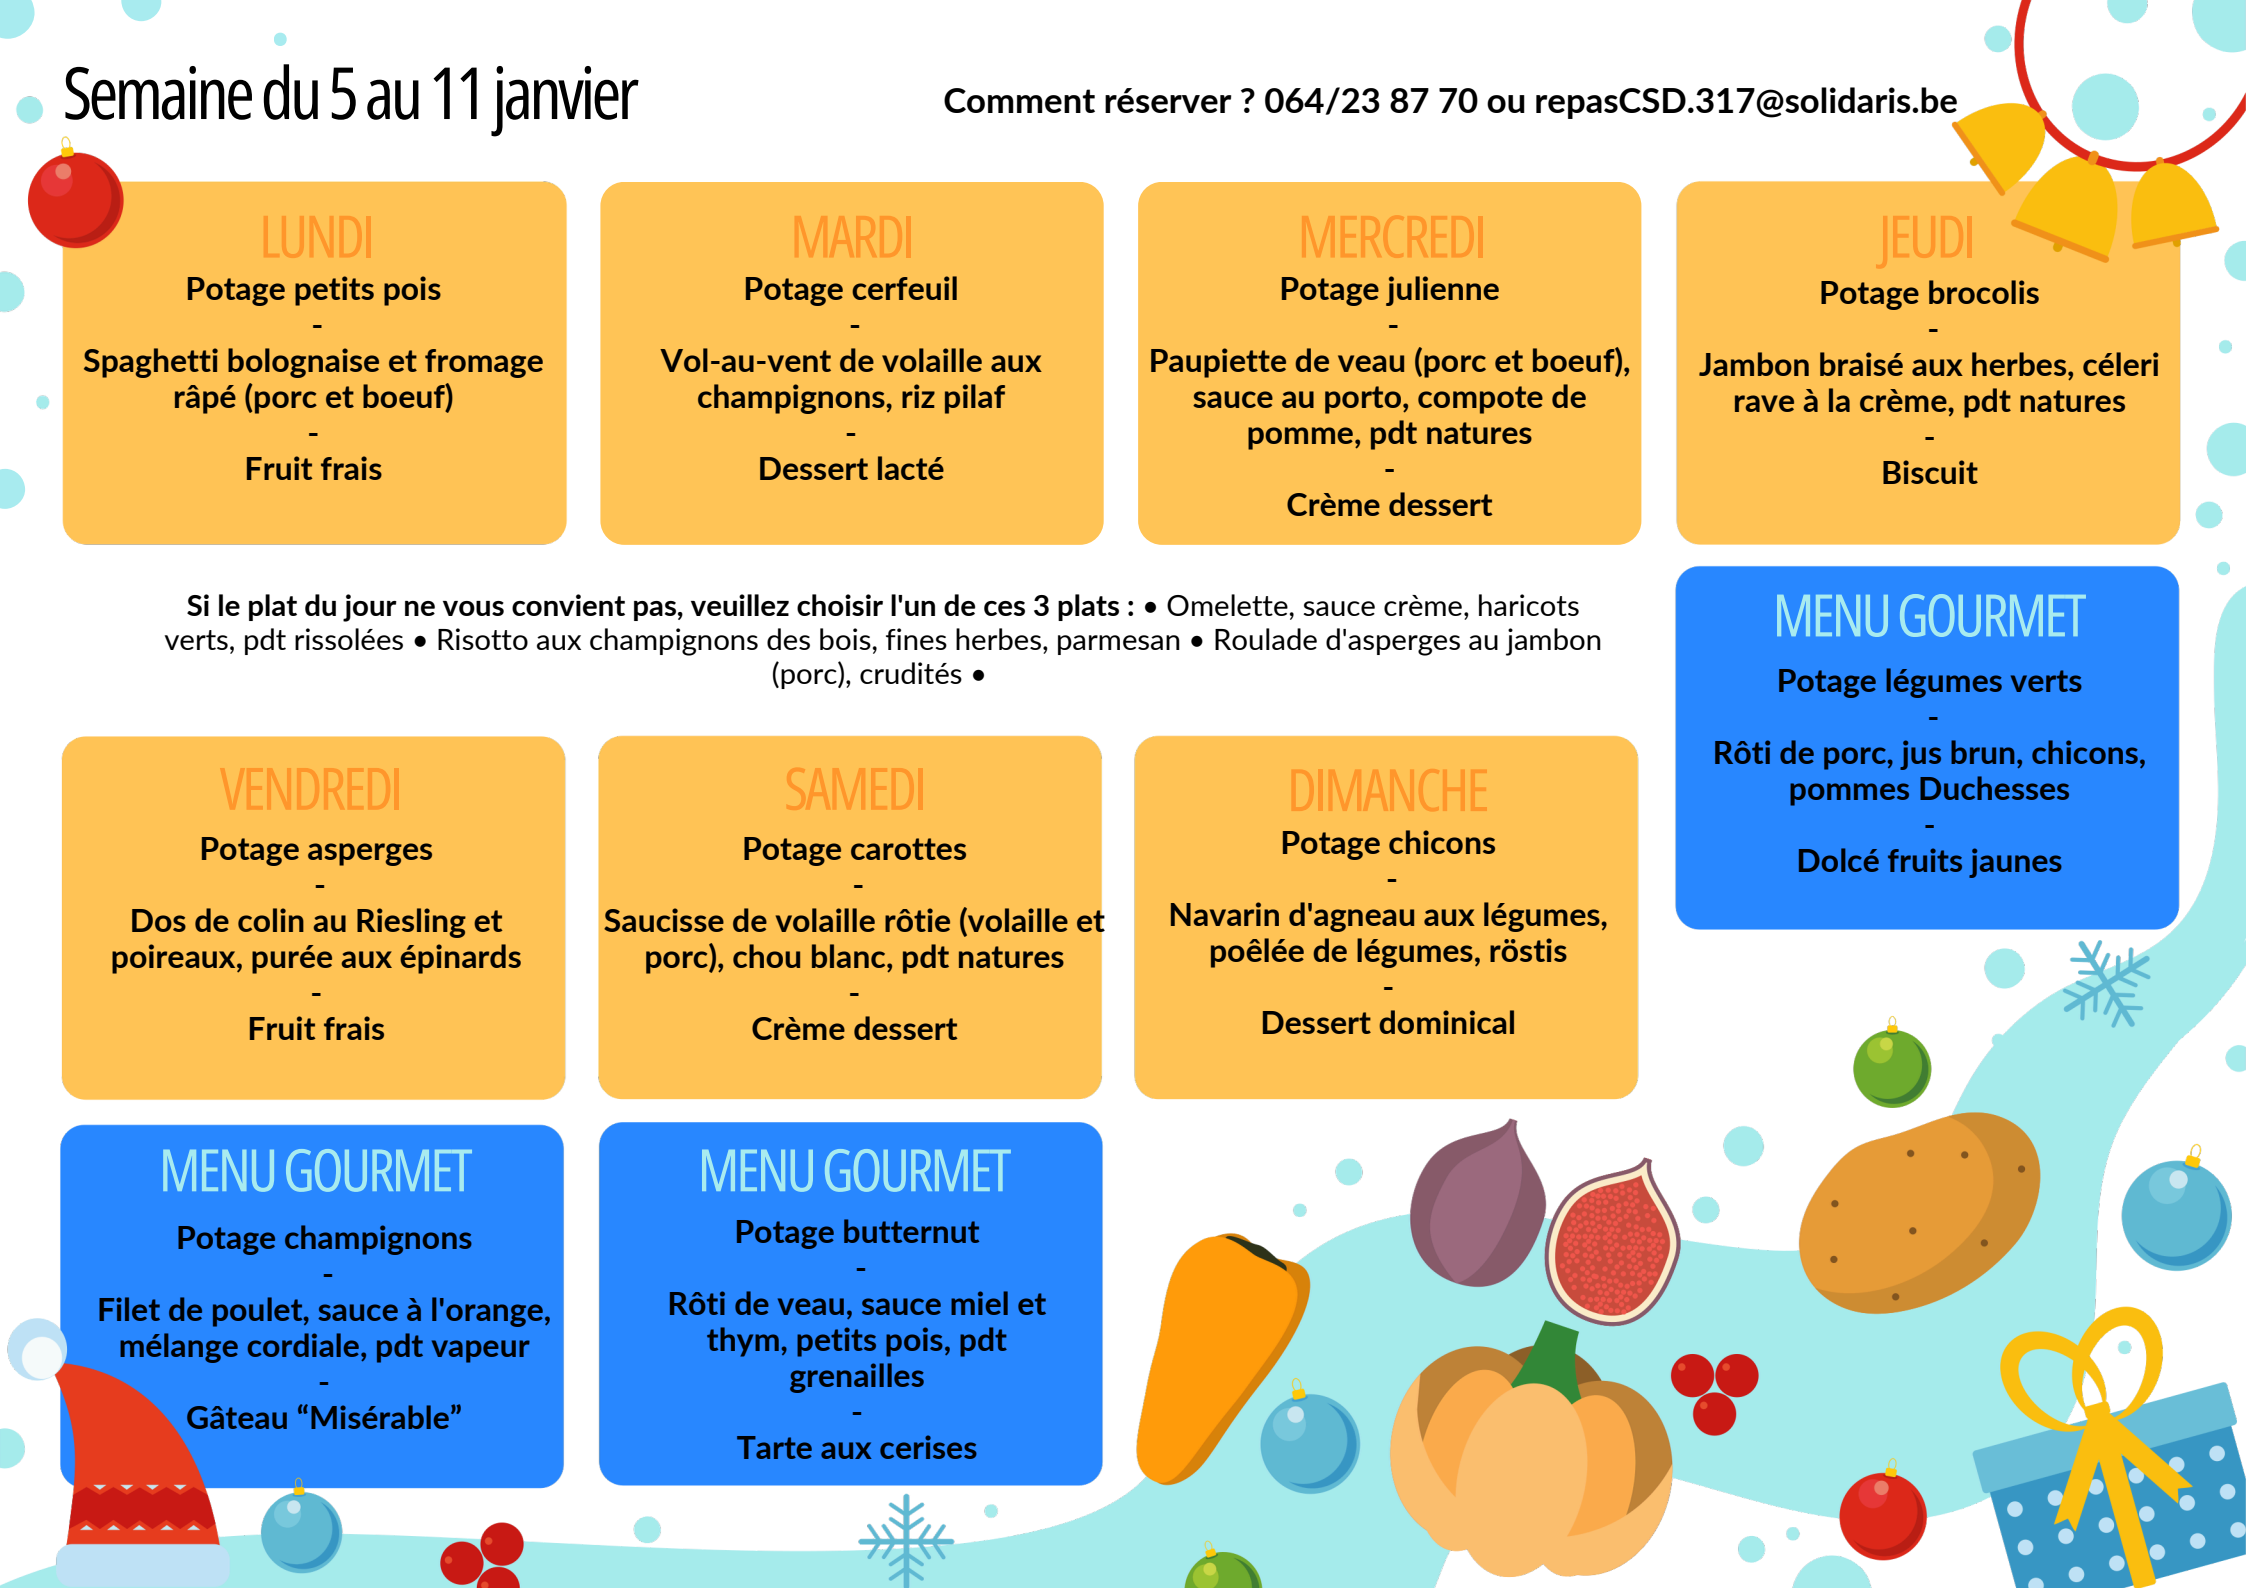 Semaine du 5 au 11 janvier
Comment réserver ? 064/23 87 70 ou repasCSD.317@solidaris.be
LUNDI
Potage petits pois
-
Spaghetti bolognaise et fromage
râpé (porc et boeuf)
-
Fruit frais
MARDI
Potage cerfeuil
-
Vol-au-vent de volaille aux
champignons, riz pilaf
-
Dessert lacté
MERCREDI
Potage julienne
-
Paupiette de veau (porc et boeuf),
sauce au porto, compote de
pomme, pdt natures
-
Crème dessert
JEUDI
Potage brocolis
-
Jambon braisé aux herbes, céleri
rave à la crème, pdt natures
-
Biscuit
Si le plat du jour ne vous convient pas, veuillez choisir l'un de ces 3 plats : • Omelette, sauce crème, haricots
verts, pdt rissolées • Risotto aux champignons des bois, fines herbes, parmesan • Roulade d'asperges au jambon
(porc), crudités •
MENU GOURMET
Potage légumes verts
-
Rôti de porc, jus brun, chicons,
pommes Duchesses
-
Dolcé fruits jaunes
VENDREDI
Potage asperges
-
Dos de colin au Riesling et
poireaux, purée aux épinards
-
Fruit frais
SAMEDI
Potage carottes
-
Saucisse de volaille rôtie (volaille et
porc), chou blanc, pdt natures
-
Crème dessert
DIMANCHE
Potage chicons
-
Navarin d'agneau aux légumes,
poêlée de légumes, röstis
-
Dessert dominical
MENU GOURMET
Potage champignons
-
Filet de poulet, sauce à l'orange,
mélange cordiale, pdt vapeur
-
Gâteau “Misérable”
MENU GOURMET
Potage butternut
-
Rôti de veau, sauce miel et
thym, petits pois, pdt
grenailles
-
Tarte aux cerises